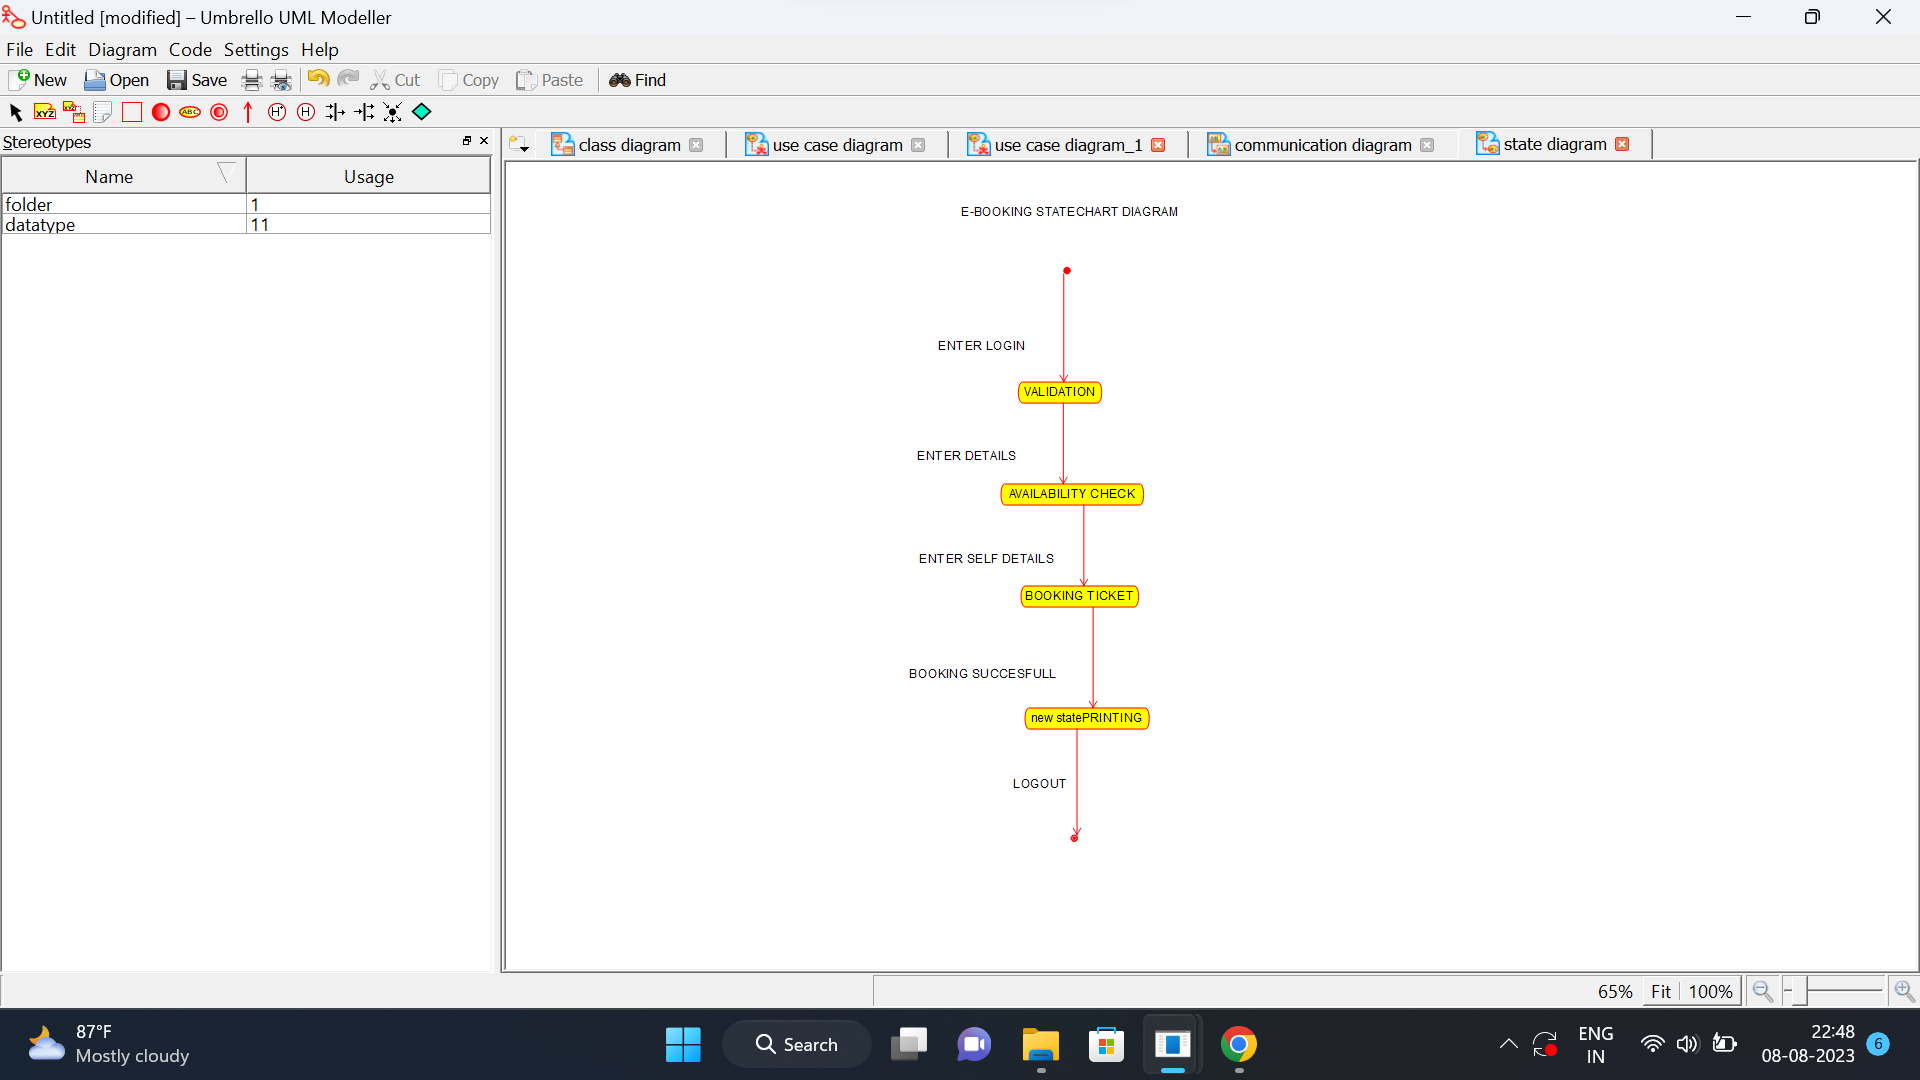 Untitled [modified] – Umbrello UML Modeller
File Edit Diagram Code Settings Help
New Open Save Cut Copy Paste Find
XYZ XYZ ABC H* H
Stereotypes
class diagram use case diagram use case diagram_1 communication diagram state diagram
Name Usage
folder 1
datatype 11
E-BOOKING STATECHART DIAGRAM
ENTER LOGIN
VALIDATION
ENTER DETAILS
AVAILABILITY CHECK
ENTER SELF DETAILS
BOOKING TICKET
BOOKING SUCCESFULL
new statePRINTING
LOGOUT
65% Fit 100%
87°F
Mostly cloudy
Search
ENG
IN
22:48
08-08-2023
6